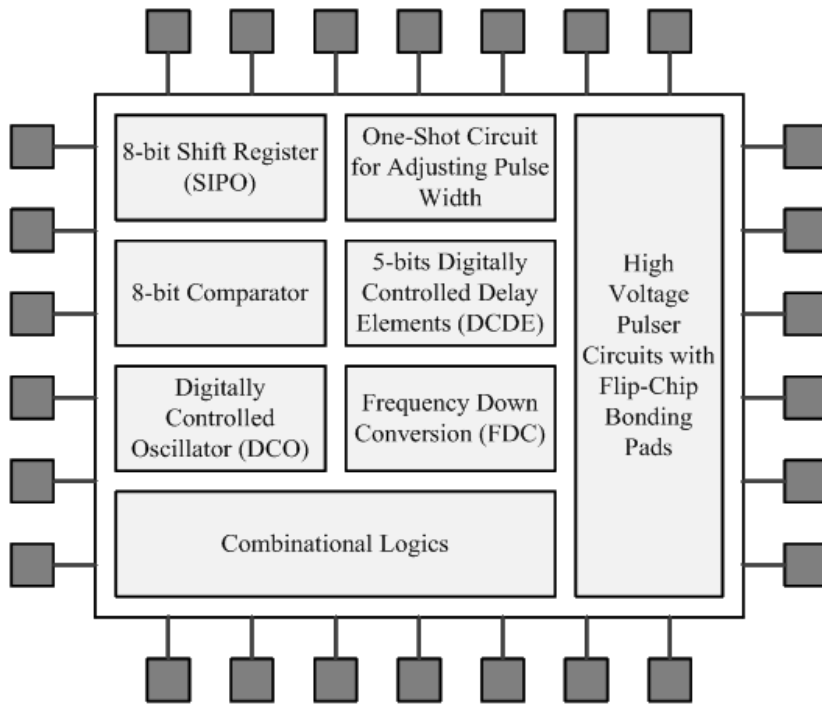 8-bit Shift Register
(SIPO)
One-Shot Circuit
for Adjusting Pulse
Width
8-bit Comparator
5-bits Digitally
Controlled Delay
Elements (DCDE)
Digitally
Controlled
Oscillator (DCO)
Frequency Down
Conversion (FDC)
Combinational Logics
High
Voltage
Pulser
Circuits with
Flip-Chip
Bonding
Pads